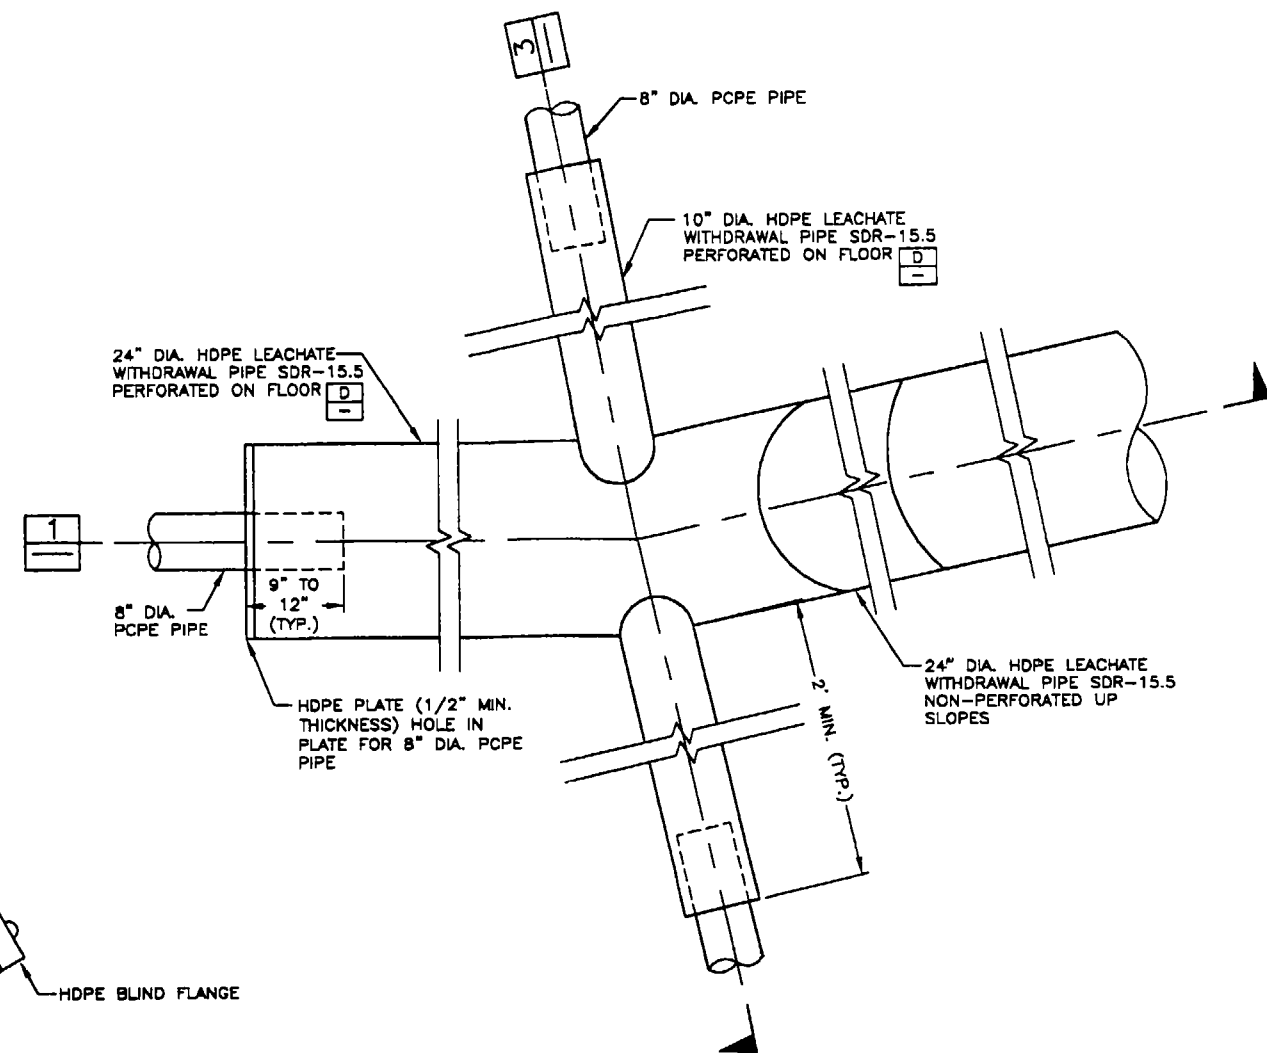 3
8" DIA. PCPE PIPE
10" DIA. HDPE LEACHATE
WITHDRAWAL PIPE SDR-15.5
PERFORATED ON FLOOR D
-
24" DIA. HDPE LEACHATE
WITHDRAWAL PIPE SDR-15.5
PERFORATED ON FLOOR D
-
1
8" DIA.
PCPE PIPE
9" TO
12"
(TYP.)
HDPE PLATE (1/2" MIN.
THICKNESS) HOLE IN
PLATE FOR 8" DIA. PCPE
PIPE
2' MIN. (TYP.)
24" DIA. HDPE LEACHATE
WITHDRAWAL PIPE SDR-15.5
NON-PERFORATED UP
SLOPES
HDPE BLIND FLANGE